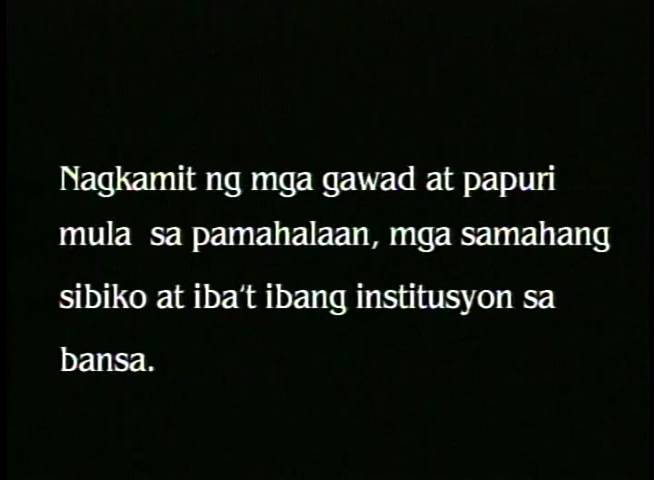 Nagkamit ng mga gawad at papuri
mula sa pamahalaan, mga samahang
sibiko at iba't ibang institusyon sa
bansa.